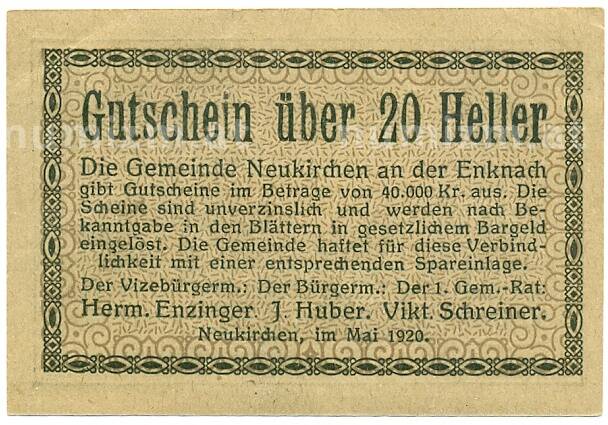 Gutschein über 20 Heller
Die Gemeinde Neukirchen an der Enknach
gibt Gutscheine im Betrage von 40.000 Kr. aus. Die
Scheine sind unverzinslich und werden nach Be-
kanntgabe in den Blättern in gesetzlichem Bargeld
eingelöst. Die Gemeinde haftet für diese Verbind-
lichkeit mit einer entsprechenden Spareinlage.
Der Vizebürgerm.: Der Bürgerm.: Der 1. Gem.-Rat:
Herm. Enzinger. J. Huber. Vikt. Schreiner.
Neukirchen, im Mai 1920.